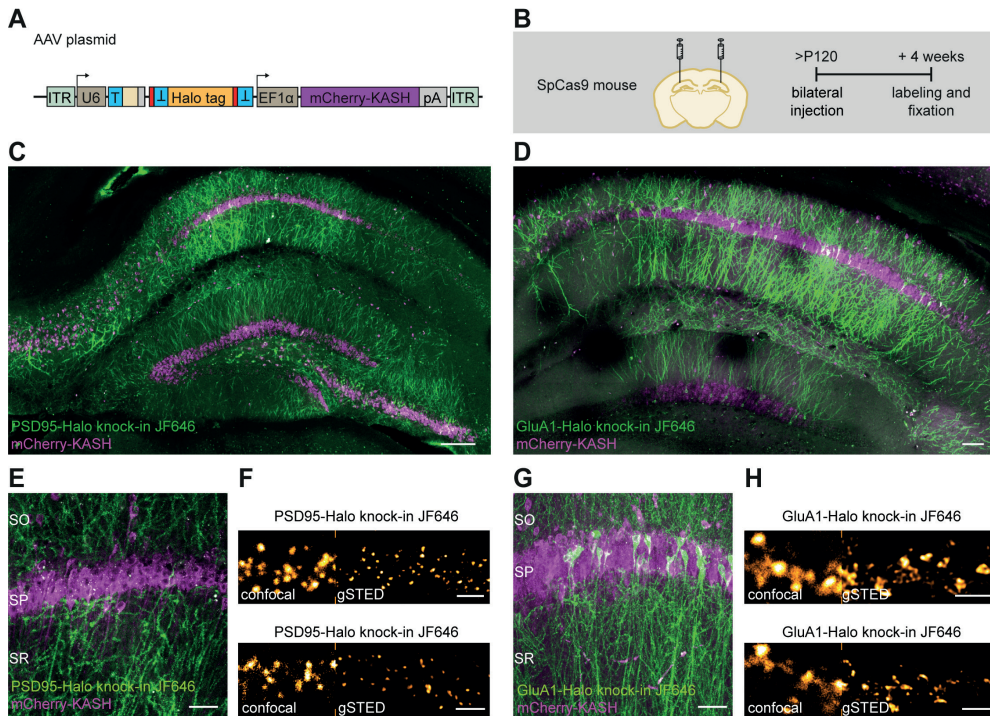 A
AAV plasmid
ITR U6 T ⊥ Halo tag ⊥ EF1α mCherry-KASH pA ITR
B
SpCas9 mouse
>P120 + 4 weeks
bilateral labeling and
injection fixation
C
PSD95-Halo knock-in JF646
mCherry-KASH
D
GluA1-Halo knock-in JF646
mCherry-KASH
E
SO
SP
SR
PSD95-Halo knock-in JF646
mCherry-KASH
F
PSD95-Halo knock-in JF646
confocal gSTED
PSD95-Halo knock-in JF646
confocal gSTED
G
SO
SP
SR
GluA1-Halo knock-in JF646
mCherry-KASH
H
GluA1-Halo knock-in JF646
confocal gSTED
GluA1-Halo knock-in JF646
confocal gSTED